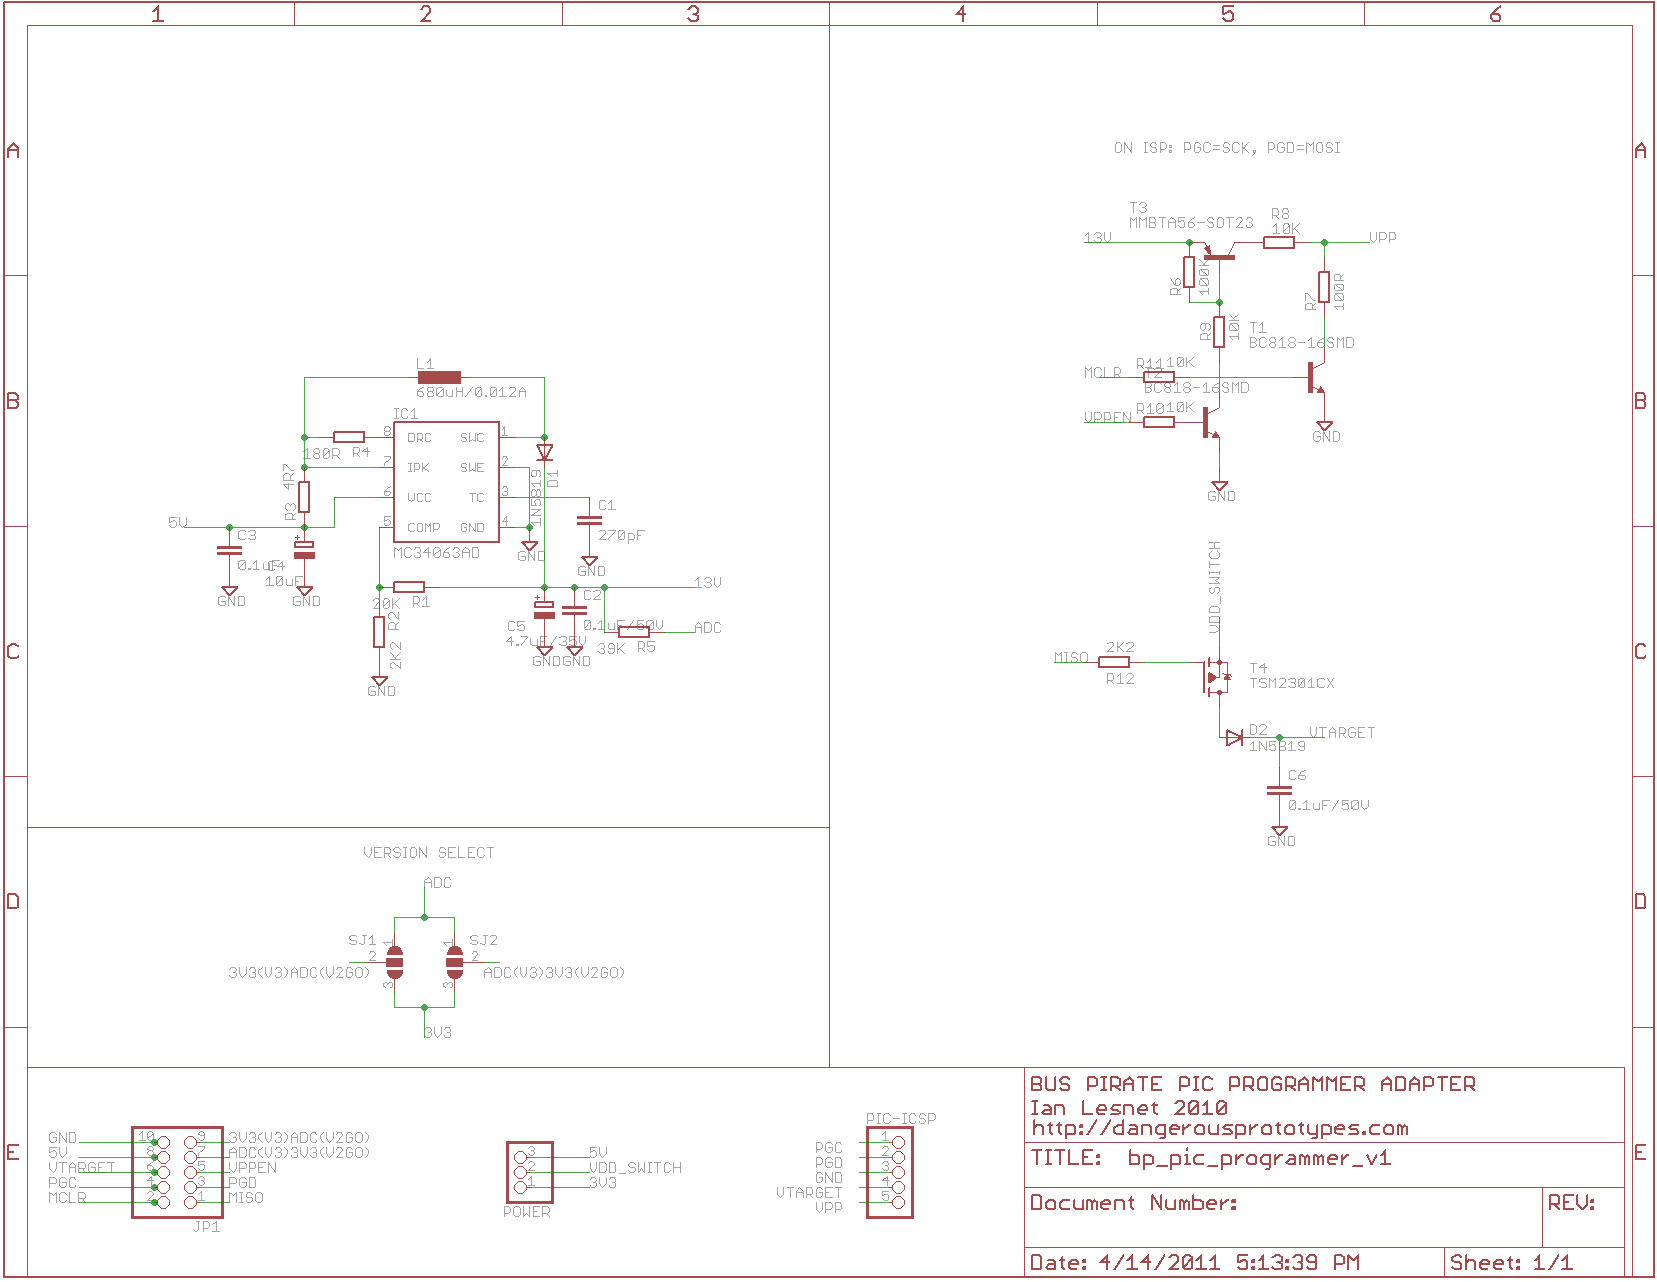 1 2 3 4 5 6
A A
B B
C C
D D
E E
L1
680uH/0.012A
IC1
8 DRC SWC 1
7 IPK SWE 2
6 VCC TC 3
5 COMP GND 4
MC34063AD
180R R4
4R7
R3
5V
C3
0.1uF
GND
C4
10uF
GND
D1
1N5819
GND
C1
270pF
GND
20K R1
R2
2K2
GND
+
C5
4.7uF/35V
GND
C2
0.1uF/50V
GND
13V
39K R5
ADC
ON ISP: PGC=SCK, PGD=MOSI
T3
MMBTA56-SOT23
13V
R8
10K
VPP
R6
100K
R7
100R
R9
10K
T1
BC818-16SMD
MCLR R11 10K
T2
BC818-16SMD
VPPEN R10 10K
GND
GND
VDD_SWITCH
MISO 2K2
R12
T4
TSM2301CX
D2
1N5819
VTARGET
C6
0.1uF/50V
GND
VERSION SELECT
ADC
SJ1 1 1 SJ2
2 2
3V3(V3)ADC(V2GO) ADC(V3)3V3(V2GO)
3 3
3V3
GND 10 9 3V3(V3)ADC(V2GO)
5V 8 7 ADC(V3)3V3(V2GO)
VTARGET 6 5 VPPEN
PGC 4 3 PGD
MCLR 2 1 MISO
JP1
3 5V
2 VDD_SWITCH
1 3V3
POWER
PIC-ICSP
PGC 1
PGD 2
GND 3
VTARGET 4
VPP 5
BUS PIRATE PIC PROGRAMMER ADAPTER
Ian Lesnet 2010
http://dangerousprototypes.com
TITLE: bp_pic_programmer_v1
Document Number: REV:
Date: 4/14/2011 5:13:39 PM Sheet: 1/1